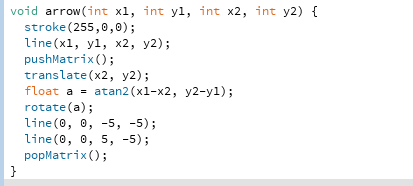 void arrow(int x1, int y1, int x2, int y2) {
  stroke(255,0,0);
  line(x1, y1, x2, y2);
  pushMatrix();
  translate(x2, y2);
  float a = atan2(x1-x2, y2-y1);
  rotate(a);
  line(0, 0, -5, -5);
  line(0, 0, 5, -5);
  popMatrix();
}